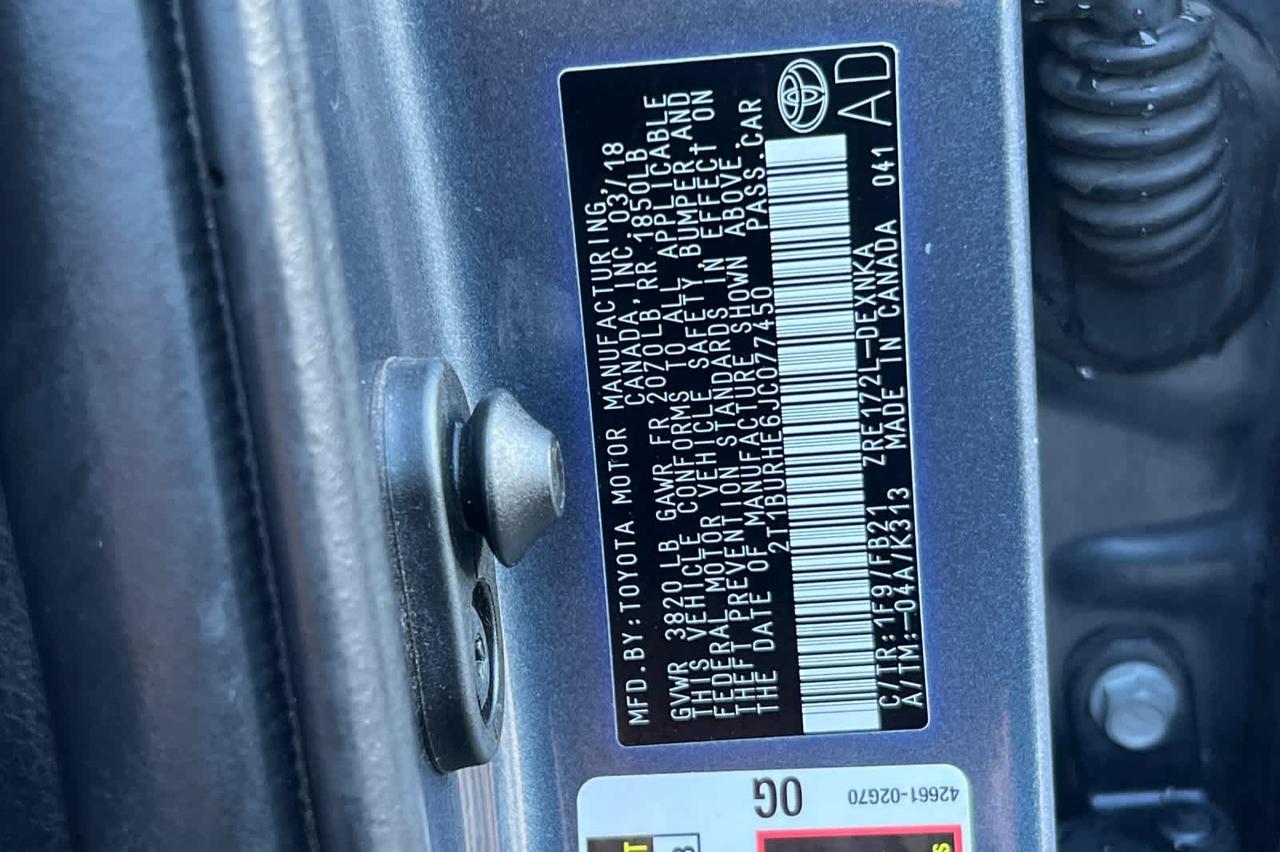 MFD. BY: TOYOTA MOTOR MANUFACTURING,
CANADA, INC. 03/18
GVWR 3820 LB GAWR FR 2070LB RR 1850LB
THIS VEHICLE CONFORMS TO ALL APPLICABLE
FEDERAL MOTOR VEHICLE SAFETY, BUMPER, AND
THEFT PREVENTION STANDARDS IN EFFECT ON
THE DATE OF MANUFACTURE SHOWN ABOVE.
2T1BURHE6JC077450 PASS. CAR
C/TR: 1F9/FB21 ZRE172L-DEXNKA
A/TM: -04A/K313 MADE IN CANADA 041 AD
0G
42661-02G70